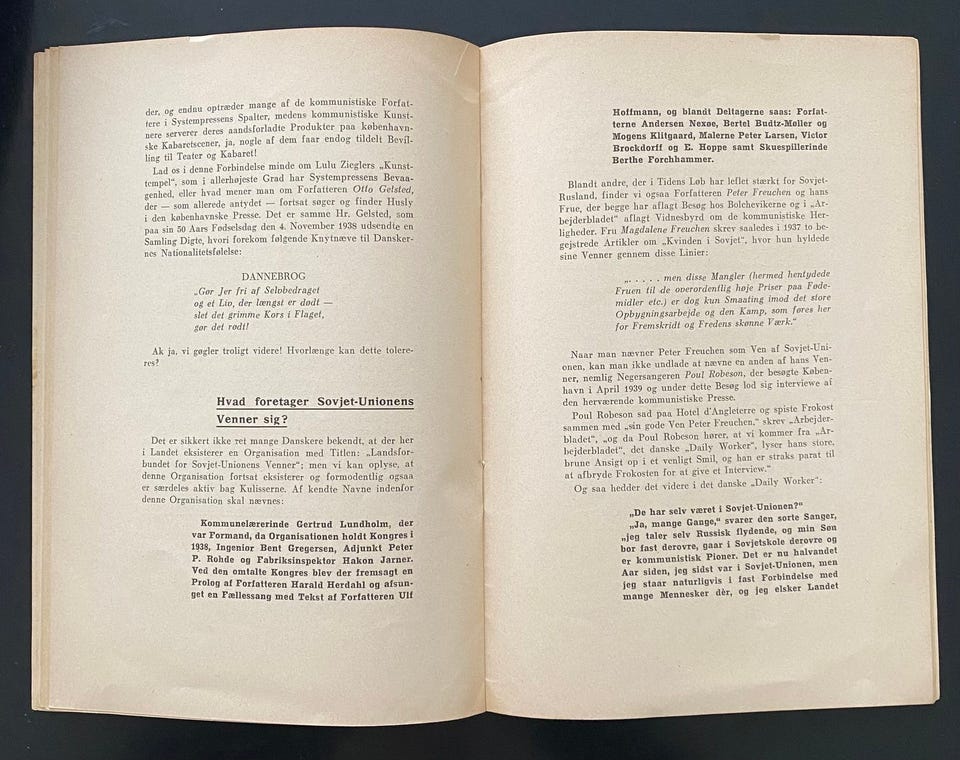 der, og endnu optræder mange af de kommunistiske Forfat-
tere i Systempressens Spalter, medens kommunistiske Kunst-
nere serverer deres aandsforladte Produkter paa københavn-
ske Kabaretscener, ja, nogle af dem faar endog tildelt Bevil-
ling til Teater og Kabaret!
Lad os i denne Forbindelse minde om Lulu Zieglers „Kunst-
tempel“, som i allerhøjeste Grad har Systempressens Bevaa-
genhed, eller hvad mener man om Forfatteren Otto Gelsted,
der — som allerede antydet — fortsat søger og finder Husly
i den københavnske Presse. Det er samme Hr. Gelsted, som
paa sin 50 Aars Fødselsdag den 4. November 1938 udsendte en
Samling Digte, hvori forekom følgende Knytnæve til Dansker-
nes Nationalitetsfølelse:
DANNEBROG
„Gør Jer fri af Selvbedraget
og et Liv, der længst er dødt —
slet det grimme Kors i Flaget,
gør det rødt!
Ak ja, vi gøgler troligt videre! Hvorlænge kan dette tolere-
res?
Hvad foretager Sovjet-Unionens
Venner sig?
Det er sikkert ikke ret mange Danskere bekendt, at der her
i Landet eksisterer en Organisation med Titlen: „Landsfor-
bundet for Sovjet-Unionens Venner“; men vi kan oplyse, at
denne Organisation fortsat eksisterer og formodentlig ogsaa
er særdeles aktiv bag Kulisserne. Af kendte Navne indenfor
denne Organisation skal nævnes:
Kommunelærerinde Gertrud Lundholm, der
var Formand, da Organisationen holdt Kongres i
1938, Ingeniør Bent Gregersen, Adjunkt Peter
P. Rohde og Fabriksinspektør Hakon Jarner.
Ved den omtalte Kongres blev der fremsagt en
Prolog af Forfatteren Harald Herdahl og afsun-
get en Fællessang med Tekst af Forfatteren Ulf
Hoffmann, og blandt Deltagerne saas: Forfat-
terne Andersen Nexøe, Bertel Budtz-Møller og
Mogens Klitgaard, Malerne Peter Larsen, Victor
Brockdorff og E. Hoppe samt Skuespillerinde
Berthe Forchhammer.
Blandt andre, der i Tidens Løb har leflet stærkt for Sovjet-
Rusland, finder vi ogsaa Forfatteren Peter Freuchen og hans
Frue, der begge har aflagt Besøg hos Bolchevikerne og i „Ar-
bejderbladet“ aflagt Vidnesbyrd om de kommunistiske Her-
ligheder. Fru Magdalene Freuchen skrev saaledes i 1937 to be-
gejstrede Artikler om „Kvinden i Sovjet“, hvor hun hyldede
sine Venner gennem disse Linier:
„. . . . . men disse Mangler (hermed hentydede
Fruen til de overordentlig høje Priser paa Føde-
midler etc.) er dog kun Smaating imod det store
Opbygningsarbejde og den Kamp, som føres her
for Fremskridt og Fredens skønne Værk.“
Naar man nævner Peter Freuchen som Ven af Sovjet-Uni-
onen, kan man ikke undlade at nævne en anden af hans Ven-
ner, nemlig Negersangeren Poul Robeson, der besøgte Køben-
havn i April 1939 og under dette Besøg lod sig interviewe af
den herværende kommunistiske Presse.
Poul Robeson sad paa Hotel d'Angleterre og spiste Frokost
sammen med „sin gode Ven Peter Freuchen,“ skrev „Arbejder-
bladet“, „og da Poul Robeson hører, at vi kommer fra „Ar-
bejderbladet“, det danske „Daily Worker“, lyser hans store,
brune Ansigt op i et venligt Smil, og han er straks parat til
at afbryde Frokosten for at give et Interview.“
Og saa hedder det videre i det danske „Daily Worker“:
„De har selv været i Sovjet-Unionen?“
„Ja, mange Gange,“ svarer den sorte Sanger,
„jeg taler selv Russisk flydende, og min Søn
bor fast derovre, gaar i Sovjetskole derovre og
er kommunistisk Pioner. Det er nu halvandet
Aar siden, jeg sidst var i Sovjet-Unionen, men
jeg staar naturligvis i fast Forbindelse med
mange Mennesker dèr, og jeg elsker Landet